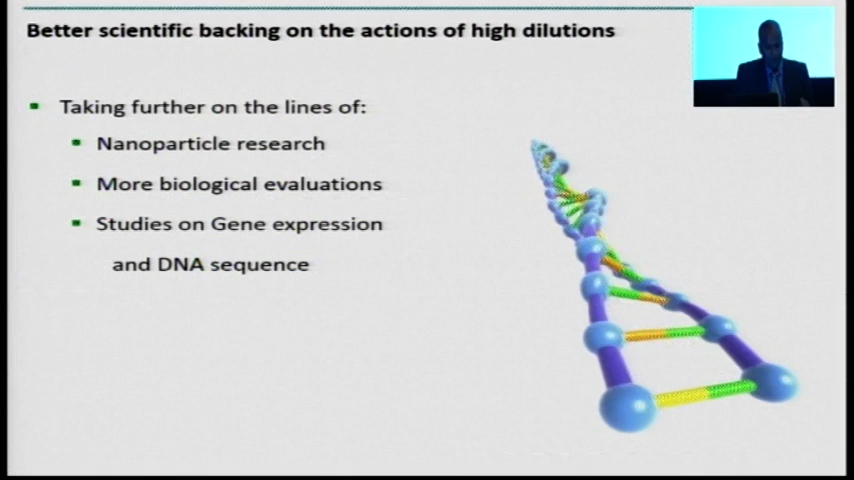 Better scientific backing on the actions of high dilutions
Taking further on the lines of:
Nanoparticle research
More biological evaluations
Studies on Gene expression
and DNA sequence